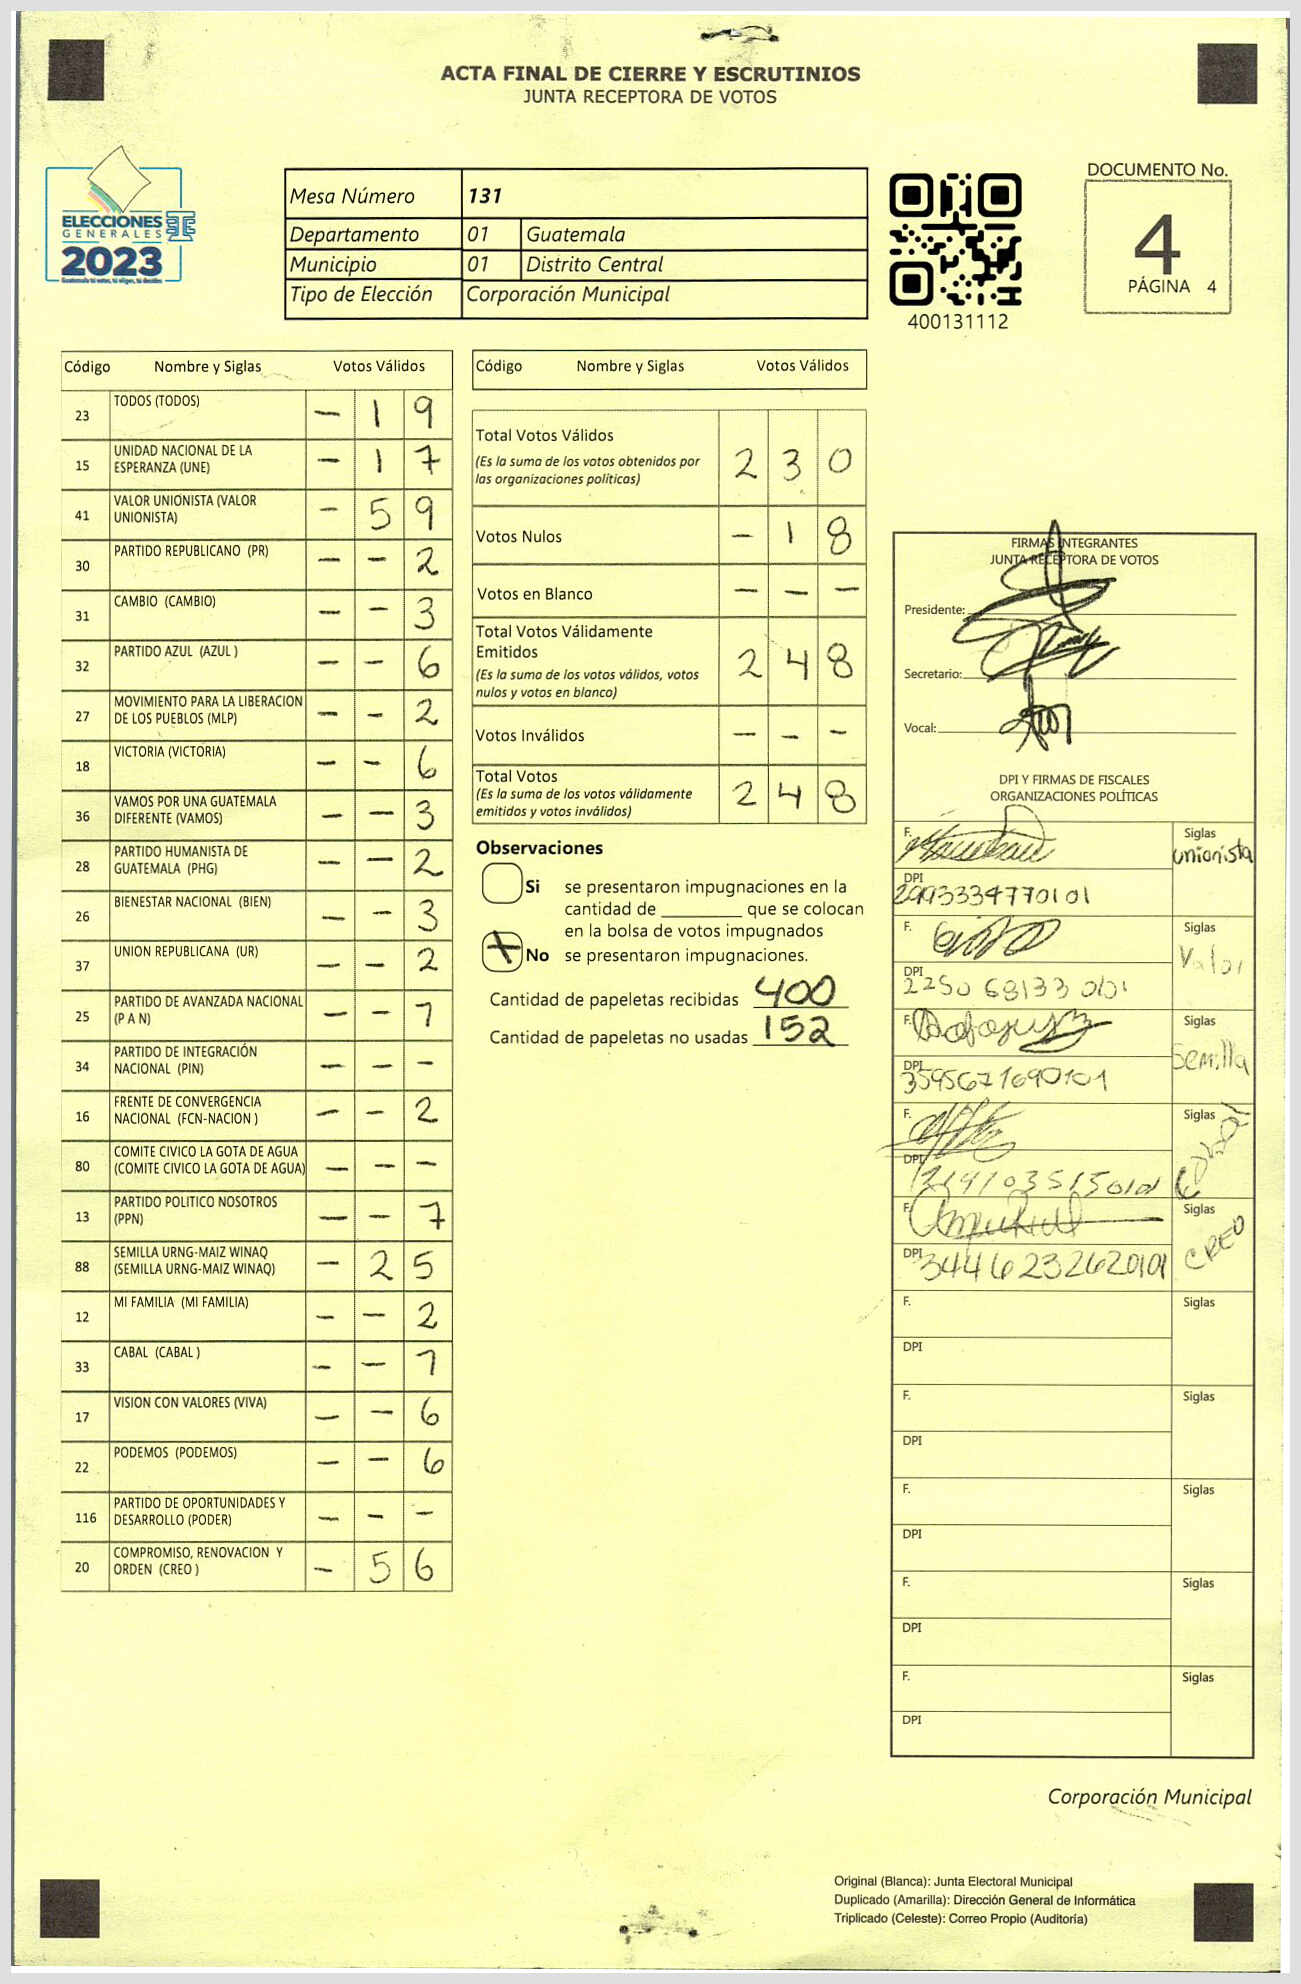 ACTA FINAL DE CIERRE Y ESCRUTINIOS
JUNTA RECEPTORA DE VOTOS
ELECCIONES
GENERALES
2023
Mesa Número 131
Departamento 01 Guatemala
Municipio 01 Distrito Central
Tipo de Elección Corporación Municipal
400131112
DOCUMENTO No.
4
PÁGINA 4
Código Nombre y Siglas Votos Válidos
23 TODOS (TODOS) - 1 9
15 UNIDAD NACIONAL DE LA
ESPERANZA (UNE) - 1 7
41 VALOR UNIONISTA (VALOR
UNIONISTA) - 5 9
30 PARTIDO REPUBLICANO (PR) - - 2
31 CAMBIO (CAMBIO) - - 3
32 PARTIDO AZUL (AZUL ) - - 6
27 MOVIMIENTO PARA LA LIBERACION
DE LOS PUEBLOS (MLP) - - 2
18 VICTORIA (VICTORIA) - - 6
36 VAMOS POR UNA GUATEMALA
DIFERENTE (VAMOS) - - 3
28 PARTIDO HUMANISTA DE
GUATEMALA (PHG) - - 2
26 BIENESTAR NACIONAL (BIEN) - - 3
37 UNION REPUBLICANA (UR) - - 2
25 PARTIDO DE AVANZADA NACIONAL
(P A N) - -
34 PARTIDO DE INTEGRACIÓN
NACIONAL (PIN) - - -
16 FRENTE DE CONVERGENCIA
NACIONAL (FCN-NACION ) - - 2
80 COMITE CIVICO LA GOTA DE AGUA
(COMITE CIVICO LA GOTA DE AGUA) - - -
13 PARTIDO POLITICO NOSOTROS
(PPN) - - 7
88 SEMILLA URNG-MAIZ WINAQ
(SEMILLA URNG-MAIZ WINAQ) - 2 5
12 MI FAMILIA (MI FAMILIA) - - 2
33 CABAL (CABAL ) - -
17 VISION CON VALORES (VIVA) - - 6
22 PODEMOS (PODEMOS) - - 6
116 PARTIDO DE OPORTUNIDADES Y
DESARROLLO (PODER) - - -
20 COMPROMISO, RENOVACION Y
ORDEN (CREO ) - 5 6
Código Nombre y Siglas Votos Válidos
Total Votos Válidos
(Es la suma de los votos obtenidos por
las organizaciones políticas) 2 3 0
Votos Nulos - 1 8
Votos en Blanco - - -
Total Votos Válidamente
Emitidos
(Es la suma de los votos válidos, votos
nulos y votos en blanco) 2 4 8
Votos Inválidos - - -
Total Votos
(Es la suma de los votos válidamente
emitidos y votos inválidos) 2 4 8
Observaciones
Si se presentaron impugnaciones en la
cantidad de ________ que se colocan
en la bolsa de votos impugnados
X No se presentaron impugnaciones.
Cantidad de papeletas recibidas 400
Cantidad de papeletas no usadas 152
FIRMAS INTEGRANTES
JUNTA RECEPTORA DE VOTOS
Presidente:
Secretario:
Vocal:
DPI Y FIRMAS DE FISCALES
ORGANIZACIONES POLÍTICAS
F. Siglas
unionista
DPI
2993334770101
F. Siglas
Valor
DPI
F. Siglas
Semilla
DPI
3595671690101
F. Siglas
DPI
F. Siglas
CREO
DPI
3446232620101
F. Siglas
DPI
F. Siglas
DPI
F. Siglas
DPI
F. Siglas
DPI
F. Siglas
DPI
Corporación Municipal
Original (Blanca): Junta Electoral Municipal
Duplicado (Amarilla): Dirección General de Informática
Triplicado (Celeste): Correo Propio (Auditoría)